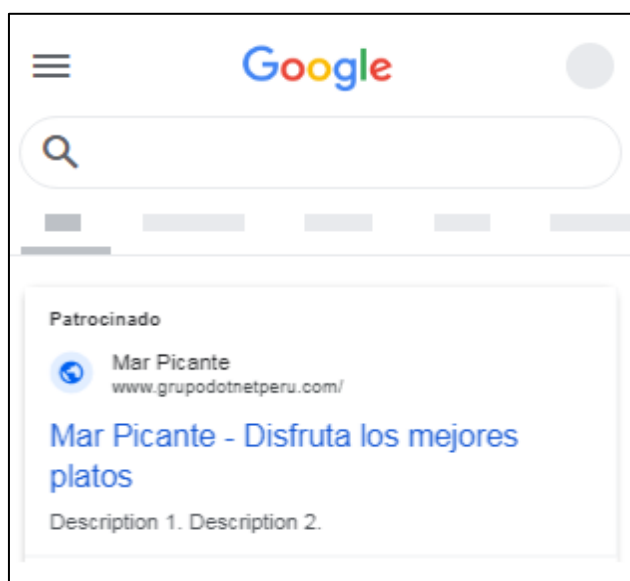 Google
Patrocinado
Mar Picante
www.grupodotnetperu.com/
Mar Picante - Disfruta los mejores
platos
Description 1. Description 2.